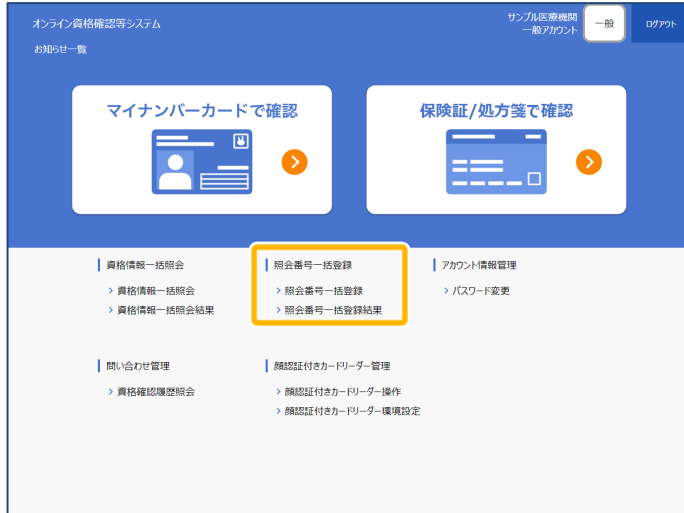 オンライン資格確認等システム
サンプル医療機関
一般アカウント
一般
ログアウト
お知らせ一覧
マイナンバーカードで確認
保険証/処方箋で確認
資格情報一括照会
資格情報一括照会
資格情報一括照会結果
照会番号一括登録
照会番号一括登録
照会番号一括登録結果
アカウント情報管理
パスワード変更
問い合わせ管理
資格確認履歴照会
顔認証付きカードリーダー管理
顔認証付きカードリーダー操作
顔認証付きカードリーダー環境設定